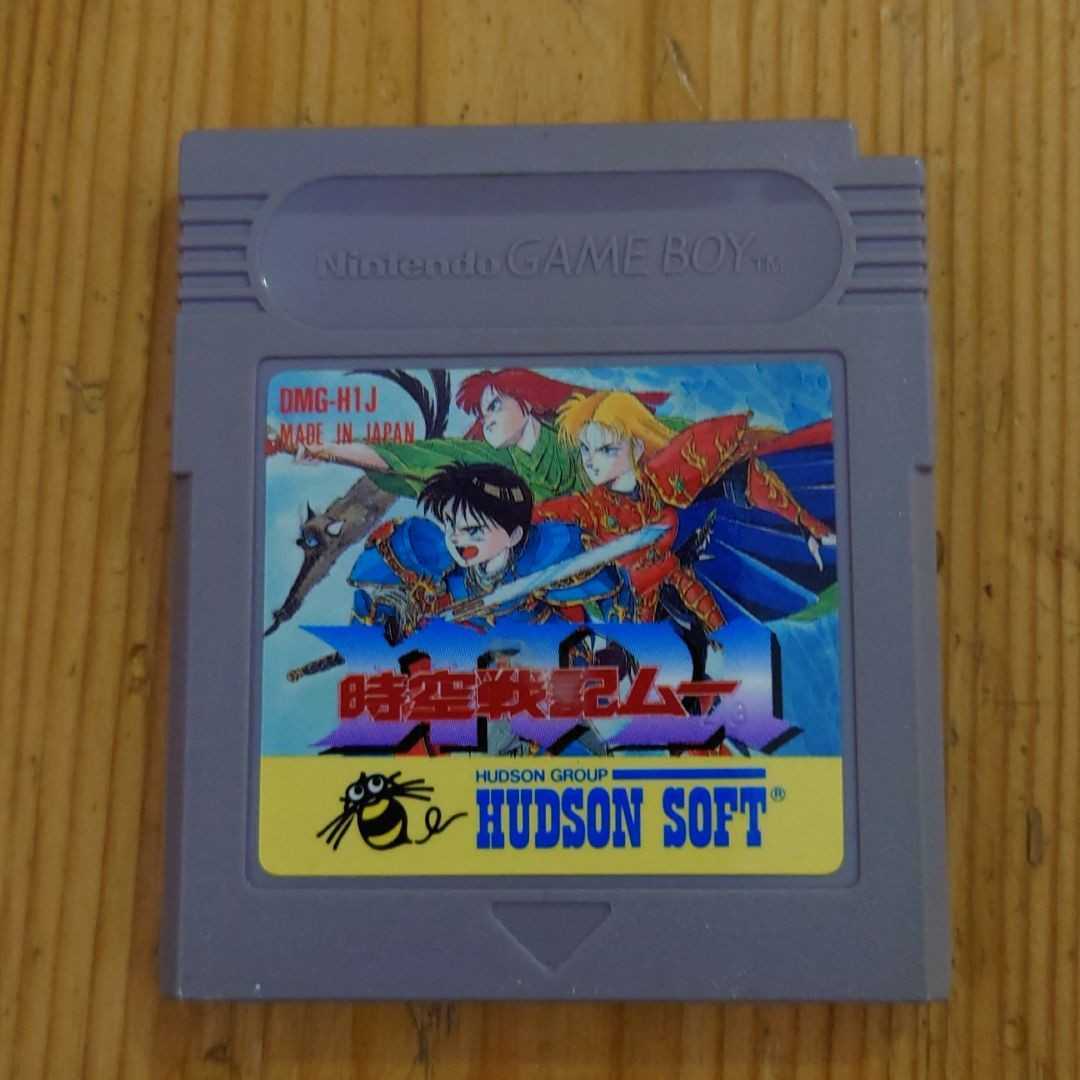 Nintendo GAME BOY™
DMG-H1J
MADE IN JAPAN
時空戦記ムー
HUDSON GROUP
HUDSON SOFT®